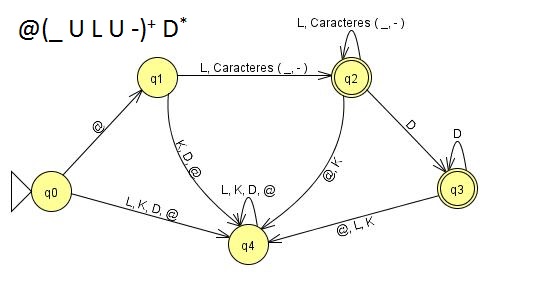 @(_ U L U -)+ D*
L, Caracteres ( _, - )
q1
L, Caracteres ( _, - )
q2
@
K, D, @
@, K
D
D
q0
L, K, D, @
L, K, D, @
q3
@, L, K
q4